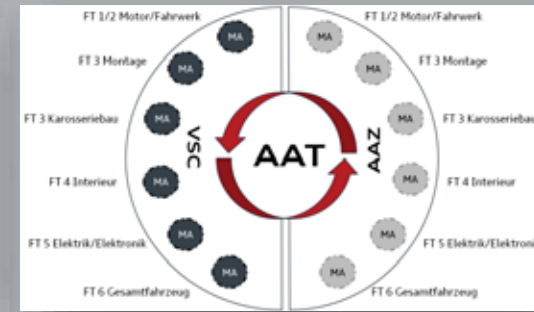 FT 1/2 Motor/Fahrwerk
MA
FT 3 Montage
MA
FT 3 Karosseriebau
MA
FT 4 Interieur
MA
FT 5 Elektrik/Elektronik
MA
FT 6 Gesamtfahrzeug
MA
VSC
AAT
AAZ
FT 1/2 Motor/Fahrwerk
MA
FT 3 Montage
MA
FT 3 Karosseriebau
MA
FT 4 Interieur
MA
FT 5 Elektrik/Elektronik
MA
FT 6 Gesamtfahrzeug
MA